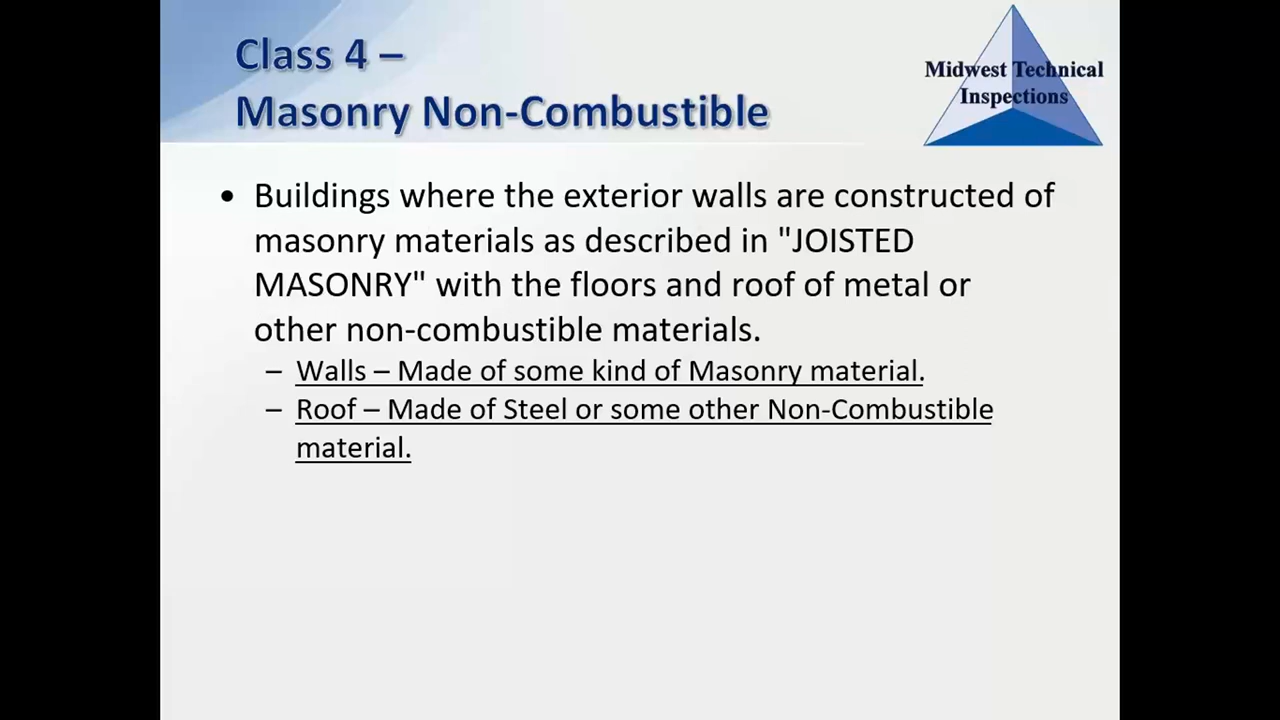 Class 4 –
Masonry Non-Combustible
Midwest Technical
Inspections
• Buildings where the exterior walls are constructed of
masonry materials as described in "JOISTED
MASONRY" with the floors and roof of metal or
other non-combustible materials.
– Walls – Made of some kind of Masonry material.
– Roof – Made of Steel or some other Non-Combustible
material.